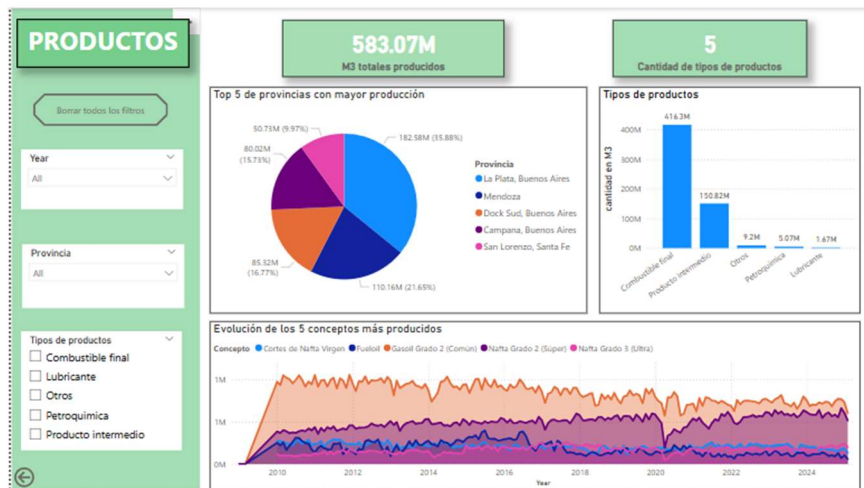 PRODUCTOS
583.07M
M3 totales producidos
5
Cantidad de tipos de productos
Borrar todos los filtros
Year
All
Provincia
All
Tipos de productos
Combustible final
Lubricante
Otros
Petroquimica
Producto intermedio
Top 5 de provincias con mayor producción
50.73M (9.97%)
182.58M (35.88%)
80.02M
(15.73%)
85.32M
(16.77%)
110.16M (21.65%)
Provincia
La Plata, Buenos Aires
Mendoza
Dock Sud, Buenos Aires
Campana, Buenos Aires
San Lorenzo, Santa Fe
Tipos de productos
cantidad en M3
400M
300M
200M
100M
0M
416.3M
150.82M
9.2M
5.07M
1.67M
Combustible final
Producto intermedio
Otros
Petroquimica
Lubricante
Evolución de los 5 conceptos más producidos
Concepto Cortes de Nafta Virgen Fueloil Gasoil Grado 2 (Común) Nafta Grado 2 (Súper) Nafta Grado 3 (Ultra)
1M
1M
0M
2010 2012 2014 2016 2018 2020 2022 2024
Year